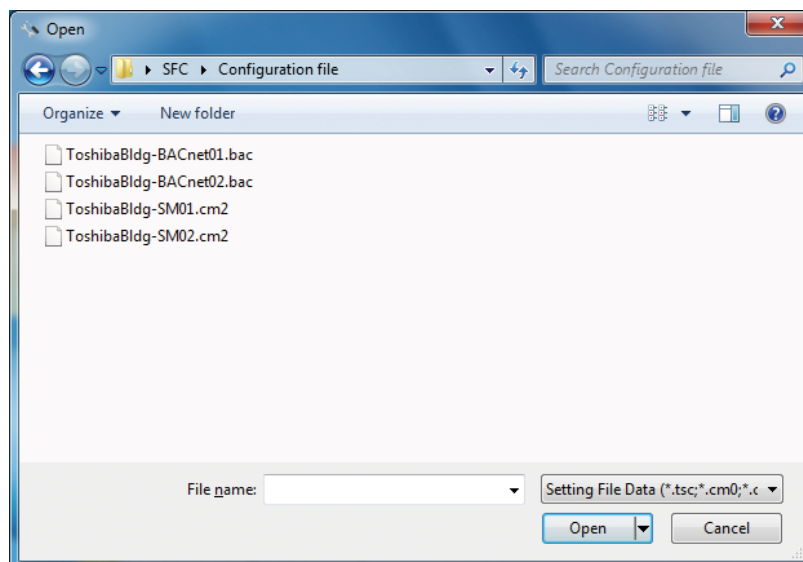 Open
SFC Configuration file Search Configuration file
Organize New folder
ToshibaBldg-BACnet01.bac
ToshibaBldg-BACnet02.bac
ToshibaBldg-SM01.cm2
ToshibaBldg-SM02.cm2
File name: Setting File Data (*.tsc;*.cm0;*.c
Open Cancel